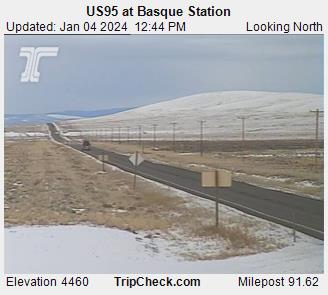 US95 at Basque Station
Updated: Jan 04 2024 12:44 PM Looking North
Elevation 4460 TripCheck.com Milepost 91.62